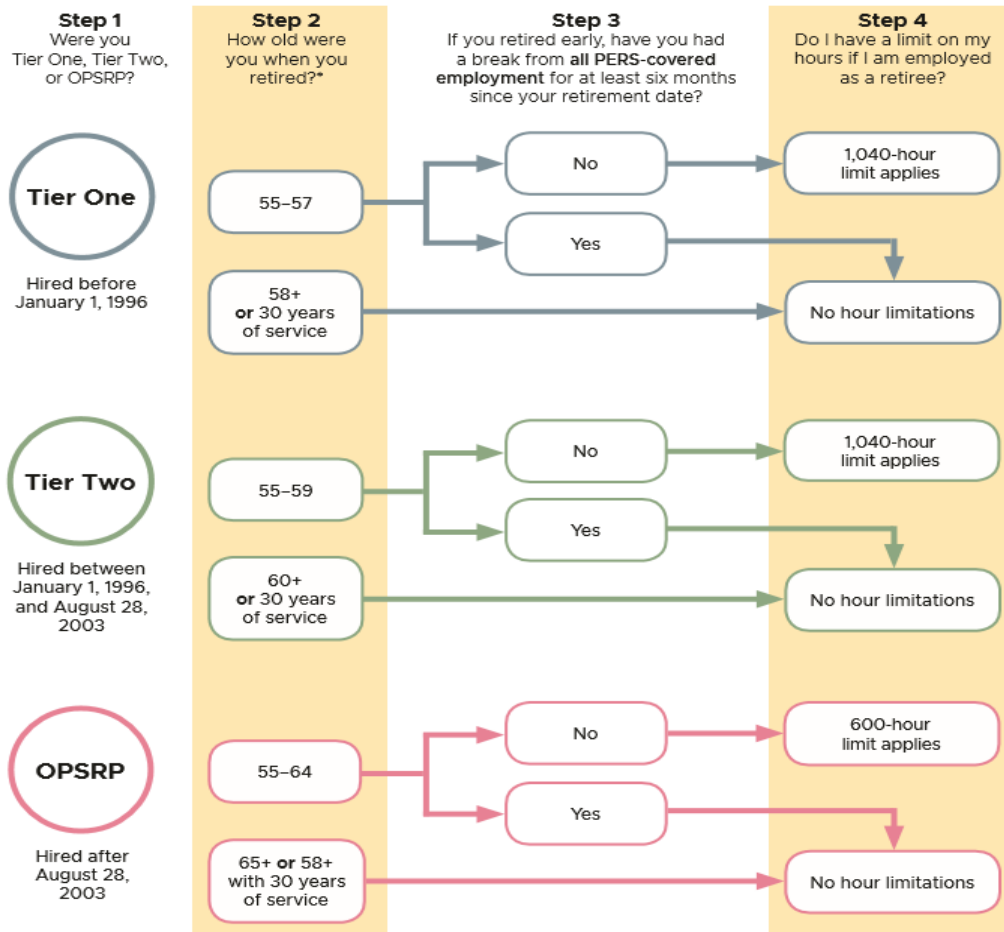 Step 1
Were you
Tier One, Tier Two,
or OPSRP?
Step 2
How old were
you when you
retired?*
Step 3
If you retired early, have you had
a break from all PERS-covered
employment for at least six months
since your retirement date?
Step 4
Do I have a limit on my
hours if I am employed
as a retiree?
Tier One
Hired before
January 1, 1996
55–57
No
1,040-hour
limit applies
Yes
58+
or 30 years
of service
No hour limitations
Tier Two
Hired between
January 1, 1996,
and August 28,
2003
55–59
No
1,040-hour
limit applies
Yes
60+
or 30 years
of service
No hour limitations
OPSRP
Hired after
August 28,
2003
55–64
No
600-hour
limit applies
Yes
65+ or 58+
with 30 years
of service
No hour limitations